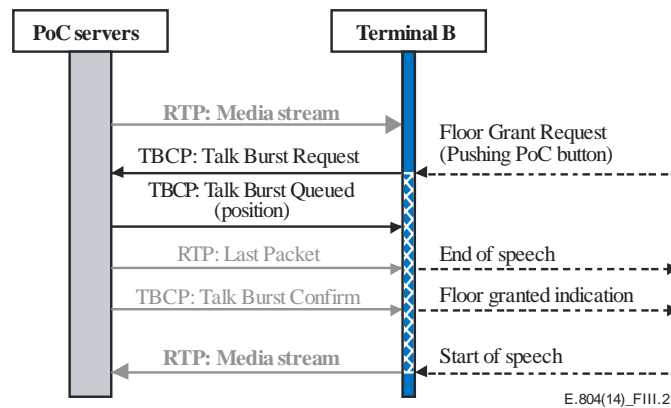 PoC servers
Terminal B
RTP: Media stream
Floor Grant Request
(Pushing PoC button)
TBCP: Talk Burst Request
TBCP: Talk Burst Queued
(position)
RTP: Last Packet
End of speech
TBCP: Talk Burst Confirm
Floor granted indication
RTP: Media stream
Start of speech
E.804(14)_FIII.2